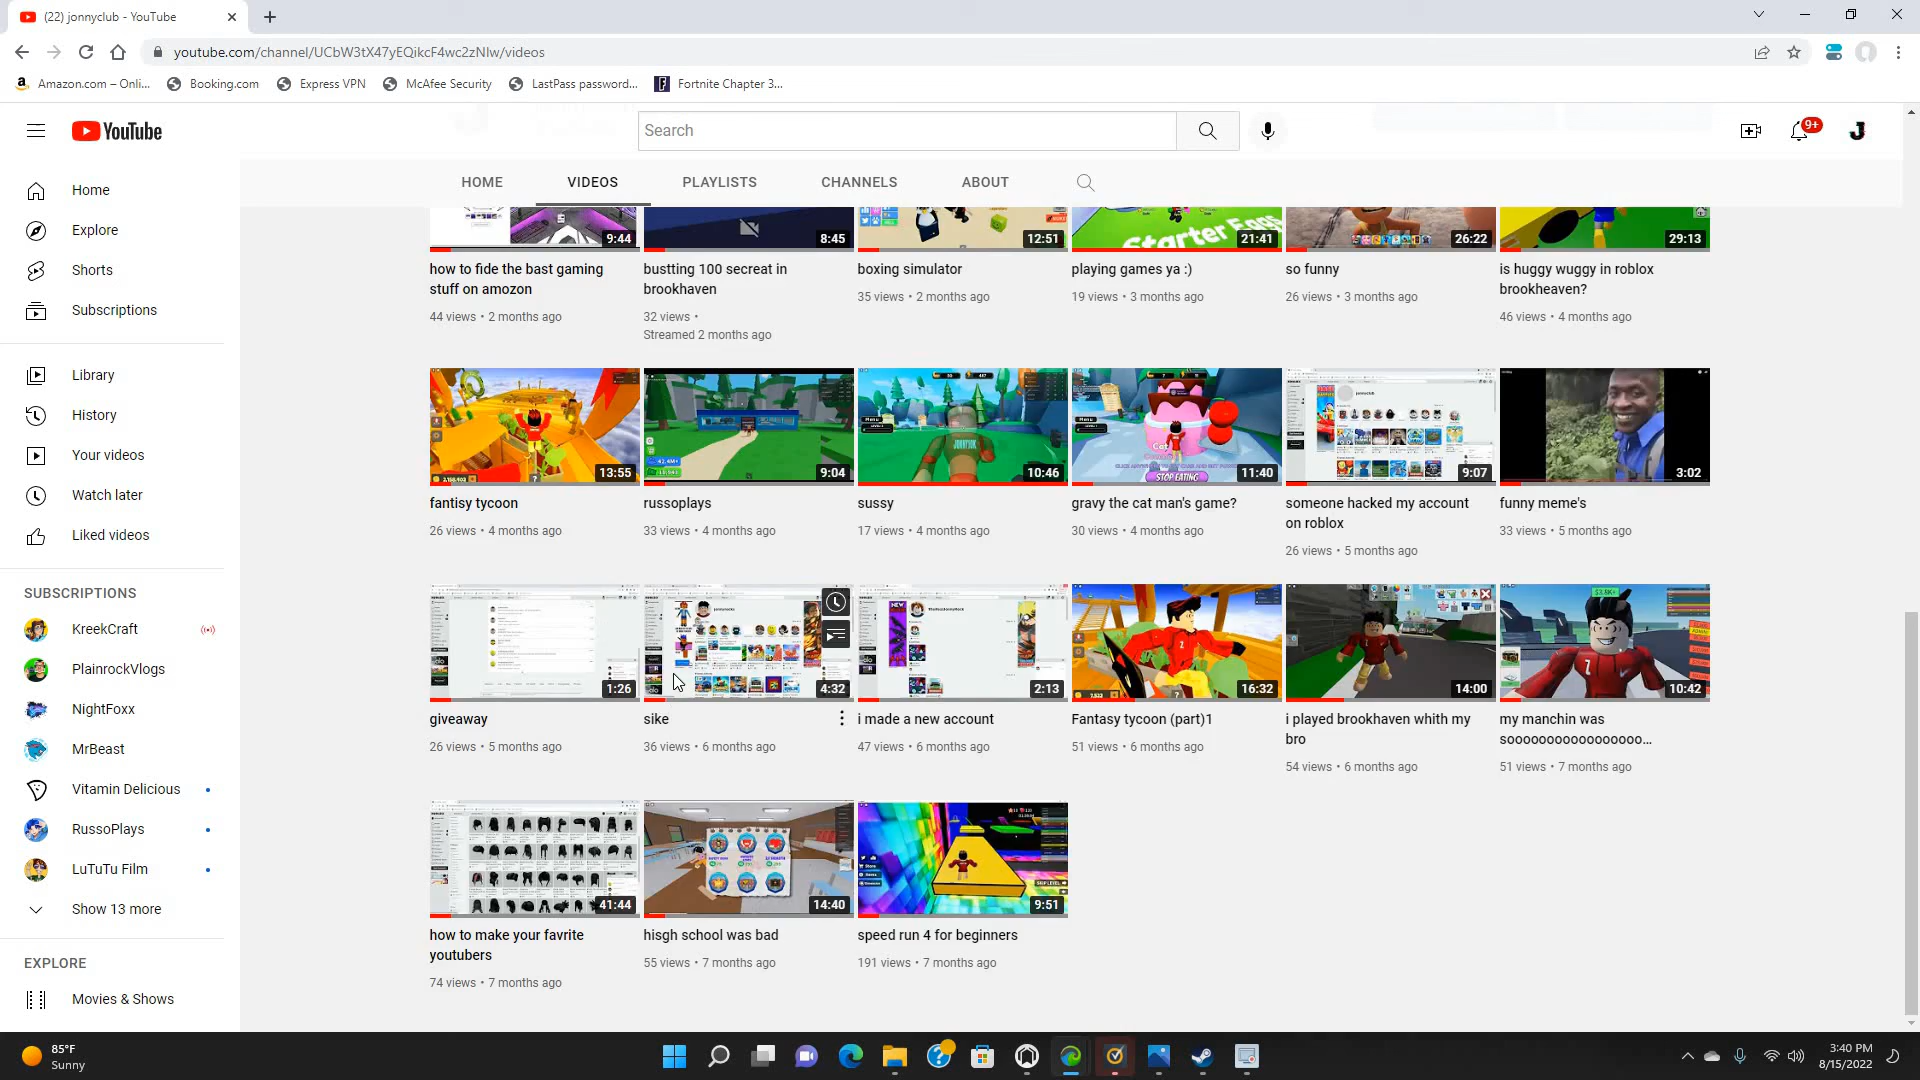 (22) jonnyclub - YouTube
youtube.com/channel/UCbW3tX47yEQikcF4wc2zNIw/videos
Amazon.com – Onli...
Booking.com
Express VPN
McAfee Security
LastPass password...
Fortnite Chapter 3...
YouTube
Search
9+
HOME
VIDEOS
PLAYLISTS
CHANNELS
ABOUT
Home
Explore
Shorts
Subscriptions
Library
History
Your videos
Watch later
Liked videos
SUBSCRIPTIONS
KreekCraft
PlainrockVlogs
NightFoxx
MrBeast
Vitamin Delicious
RussoPlays
LuTuTu Film
Show 13 more
EXPLORE
Movies & Shows
9:44
how to fide the bast gaming
stuff on amozon
44 views • 2 months ago
8:45
bustting 100 secreat in
brookhaven
32 views •
Streamed 2 months ago
12:51
boxing simulator
35 views • 2 months ago
Starter Eggs
21:41
playing games ya :)
19 views • 3 months ago
26:22
so funny
26 views • 3 months ago
29:13
is huggy wuggy in roblox
brookheaven?
46 views • 4 months ago
13:55
fantisy tycoon
26 views • 4 months ago
9:04
russoplays
33 views • 4 months ago
10:46
sussy
17 views • 4 months ago
STOP EATING
11:40
gravy the cat man's game?
30 views • 4 months ago
9:07
someone hacked my account
on roblox
26 views • 5 months ago
3:02
funny meme's
33 views • 5 months ago
1:26
giveaway
26 views • 5 months ago
4:32
sike
36 views • 6 months ago
2:13
i made a new account
47 views • 6 months ago
16:32
Fantasy tycoon (part)1
51 views • 6 months ago
14:00
i played brookhaven whith my
bro
54 views • 6 months ago
10:42
my manchin was
sooooooooooooooooo...
51 views • 7 months ago
41:44
how to make your favrite
youtubers
74 views • 7 months ago
14:40
hisgh school was bad
55 views • 7 months ago
9:51
speed run 4 for beginners
191 views • 7 months ago
85°F
Sunny
3:40 PM
8/15/2022